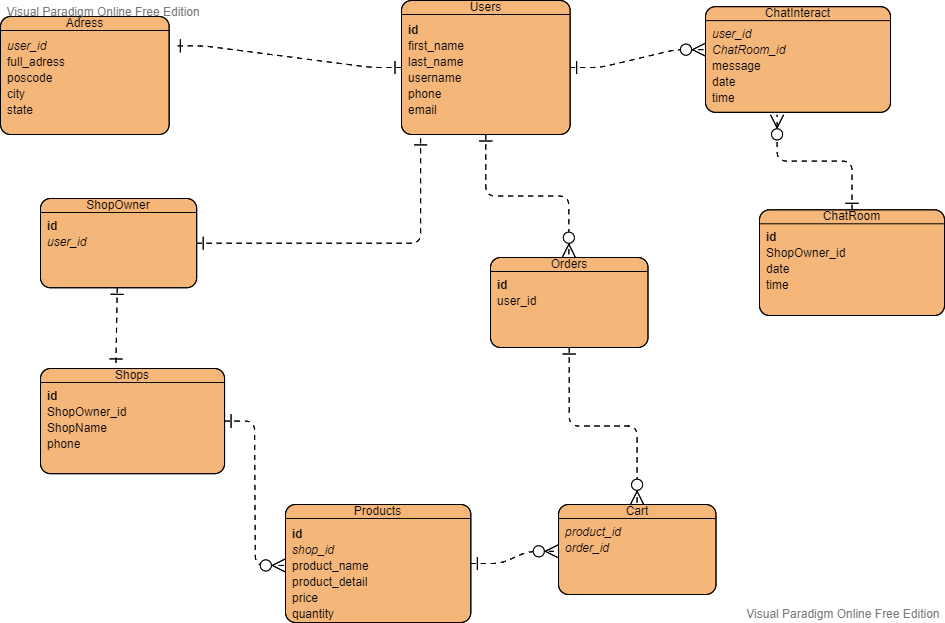 Visual Paradigm Online Free Edition
Adress
user_id
full_adress
poscode
city
state
Users
id
first_name
last_name
username
phone
email
ChatInteract
user_id
ChatRoom_id
message
date
time
ShopOwner
id
user_id
Orders
id
user_id
ChatRoom
id
ShopOwner_id
date
time
Shops
id
ShopOwner_id
ShopName
phone
Products
id
shop_id
product_name
product_detail
price
quantity
Cart
product_id
order_id
Visual Paradigm Online Free Edition